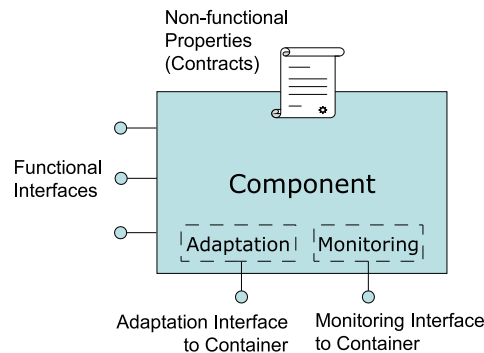 Non-functional
Properties
(Contracts)
Functional
Interfaces
Component
Adaptation
Monitoring
Adaptation Interface
to Container
Monitoring Interface
to Container